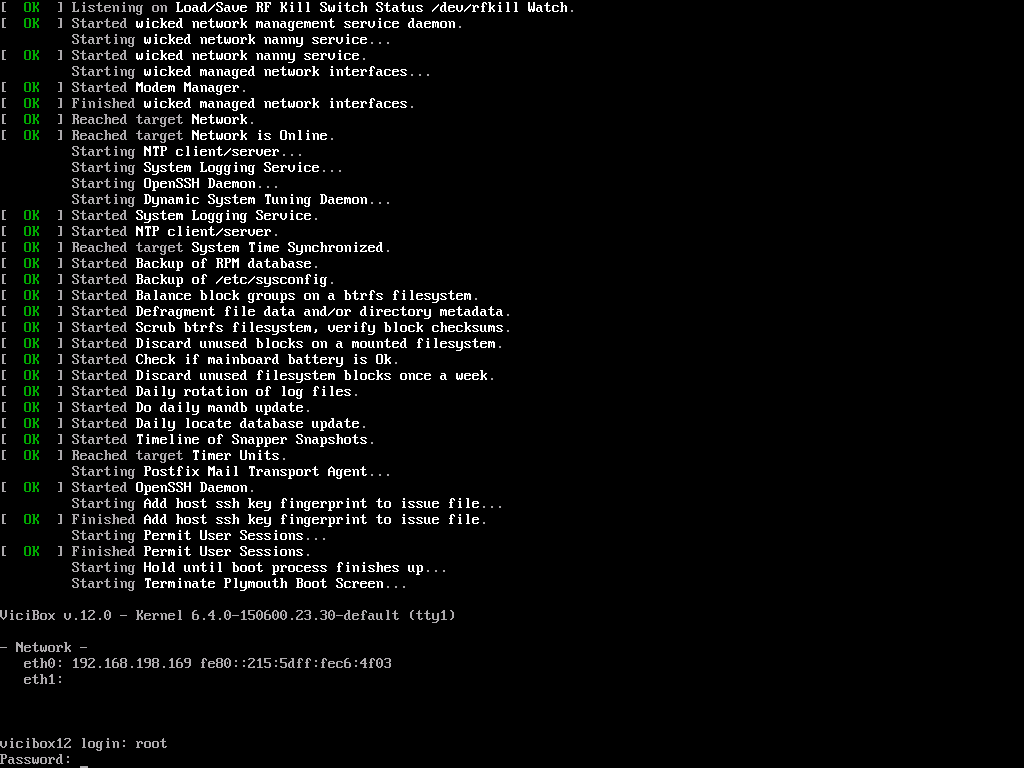 [  OK  ] Listening on Load/Save RF Kill Switch Status /dev/rfkill Watch.
[  OK  ] Started wicked network management service daemon.
         Starting wicked network nanny service...
[  OK  ] Started wicked network nanny service.
         Starting wicked managed network interfaces...
[  OK  ] Started Modem Manager.
[  OK  ] Finished wicked managed network interfaces.
[  OK  ] Reached target Network.
[  OK  ] Reached target Network is Online.
         Starting NTP client/server...
         Starting System Logging Service...
         Starting OpenSSH Daemon...
         Starting Dynamic System Tuning Daemon...
[  OK  ] Started System Logging Service.
[  OK  ] Started NTP client/server.
[  OK  ] Reached target System Time Synchronized.
[  OK  ] Started Backup of RPM database.
[  OK  ] Started Backup of /etc/sysconfig.
[  OK  ] Started Balance block groups on a btrfs filesystem.
[  OK  ] Started Defragment file data and/or directory metadata.
[  OK  ] Started Scrub btrfs filesystem, verify block checksums.
[  OK  ] Started Discard unused blocks on a mounted filesystem.
[  OK  ] Started Check if mainboard battery is Ok.
[  OK  ] Started Discard unused filesystem blocks once a week.
[  OK  ] Started Daily rotation of log files.
[  OK  ] Started Do daily mandb update.
[  OK  ] Started Daily locate database update.
[  OK  ] Started Timeline of Snapper Snapshots.
[  OK  ] Reached target Timer Units.
         Starting Postfix Mail Transport Agent...
[  OK  ] Started OpenSSH Daemon.
         Starting Add host ssh key fingerprint to issue file...
[  OK  ] Finished Add host ssh key fingerprint to issue file.
         Starting Permit User Sessions...
[  OK  ] Finished Permit User Sessions.
         Starting Hold until boot process finishes up...
         Starting Terminate Plymouth Boot Screen...
ViciBox v.12.0 - Kernel 6.4.0-150600.23.30-default (tty1)
- Network -
   eth0: 192.168.198.169 fe80::215:5dff:fec6:4f03
   eth1:
vicibox12 login: root
Password: _